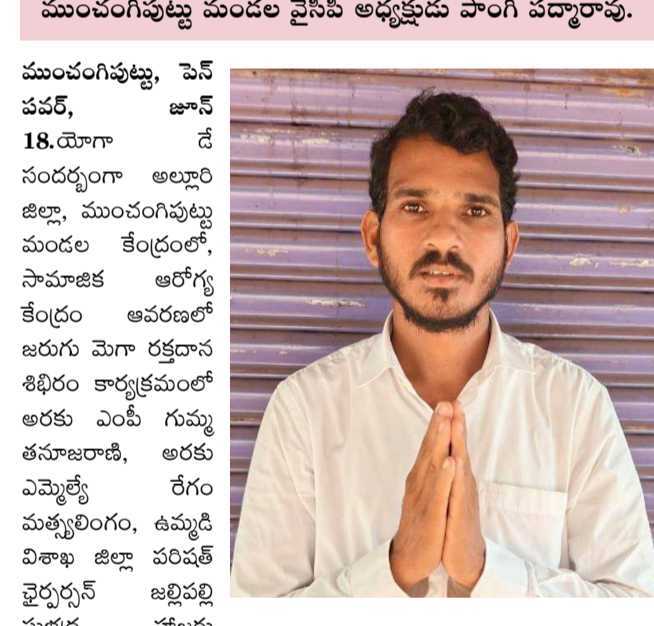 ముంచంగిపుట్టు మండల వైసిపి అధ్యక్షుడు పాంగి పద్మారావు.
ముంచంగిపుట్టు, పెన్
పవర్, జూన్
18.యోగా డే
సందర్భంగా అల్లూరి
జిల్లా, ముంచంగిపుట్టు
మండల కేంద్రంలో,
సామాజిక ఆరోగ్య
కేంద్రం ఆవరణలో
జరుగు మెగా రక్తదాన
శిభిరం కార్యక్రమంలో
అరకు ఎంపీ గుమ్మ
తనూజరాణి, అరకు
ఎమ్మెల్యే రేగం
మత్స్యలింగం, ఉమ్మడి
విశాఖ జిల్లా పరిషత్
ఛైర్పర్సన్ జల్లిపల్లి